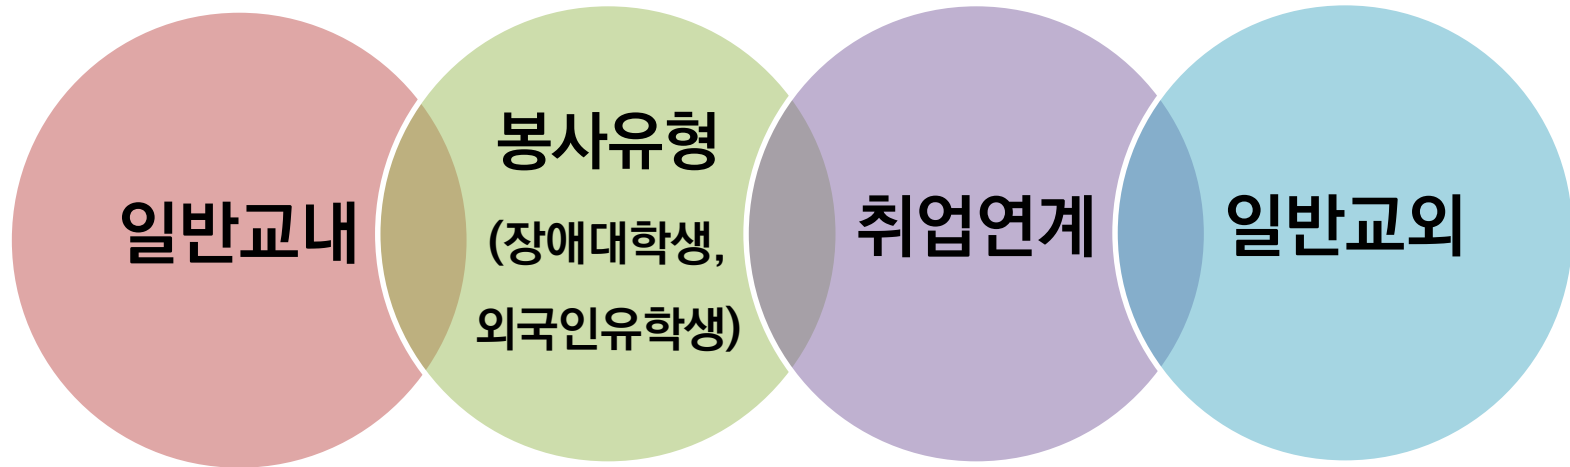 일반교내
봉사유형
(장애대학생,
외국인유학생)
취업연계
일반교외